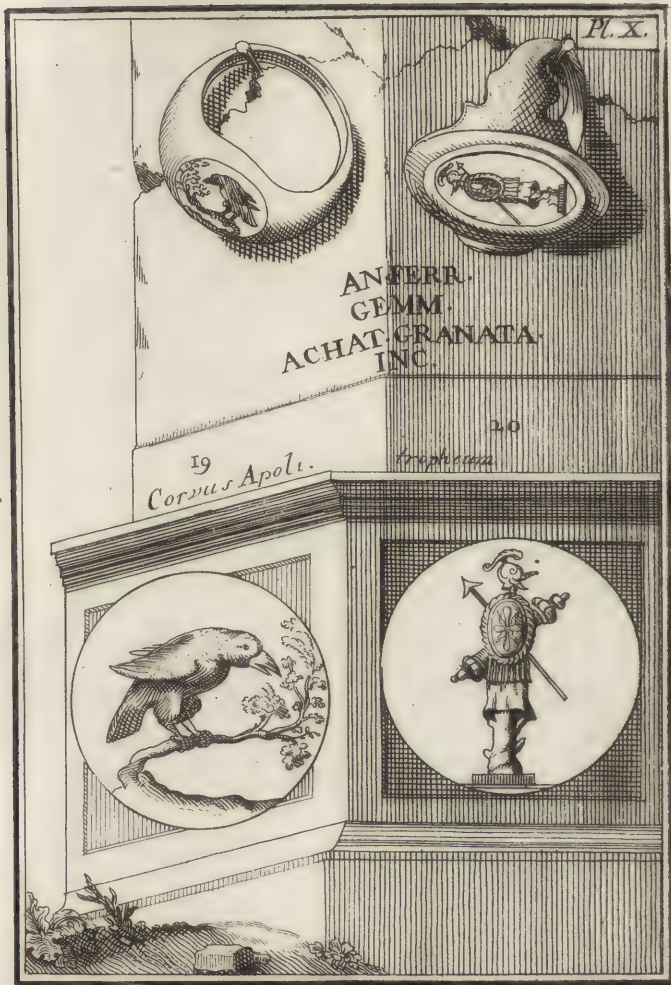 Pl. X.
AN·FERR·
GEMM·
ACHAT·GRANATA·
INC.
19
Corvus Apoli.
20
tropheum